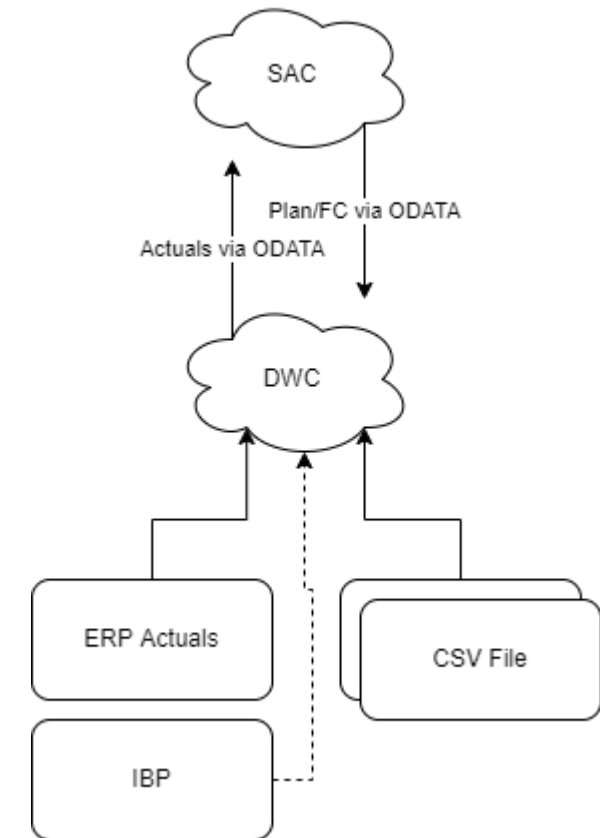 SAC
Plan/FC via ODATA
Actuals via ODATA
DWC
ERP Actuals
CSV File
IBP